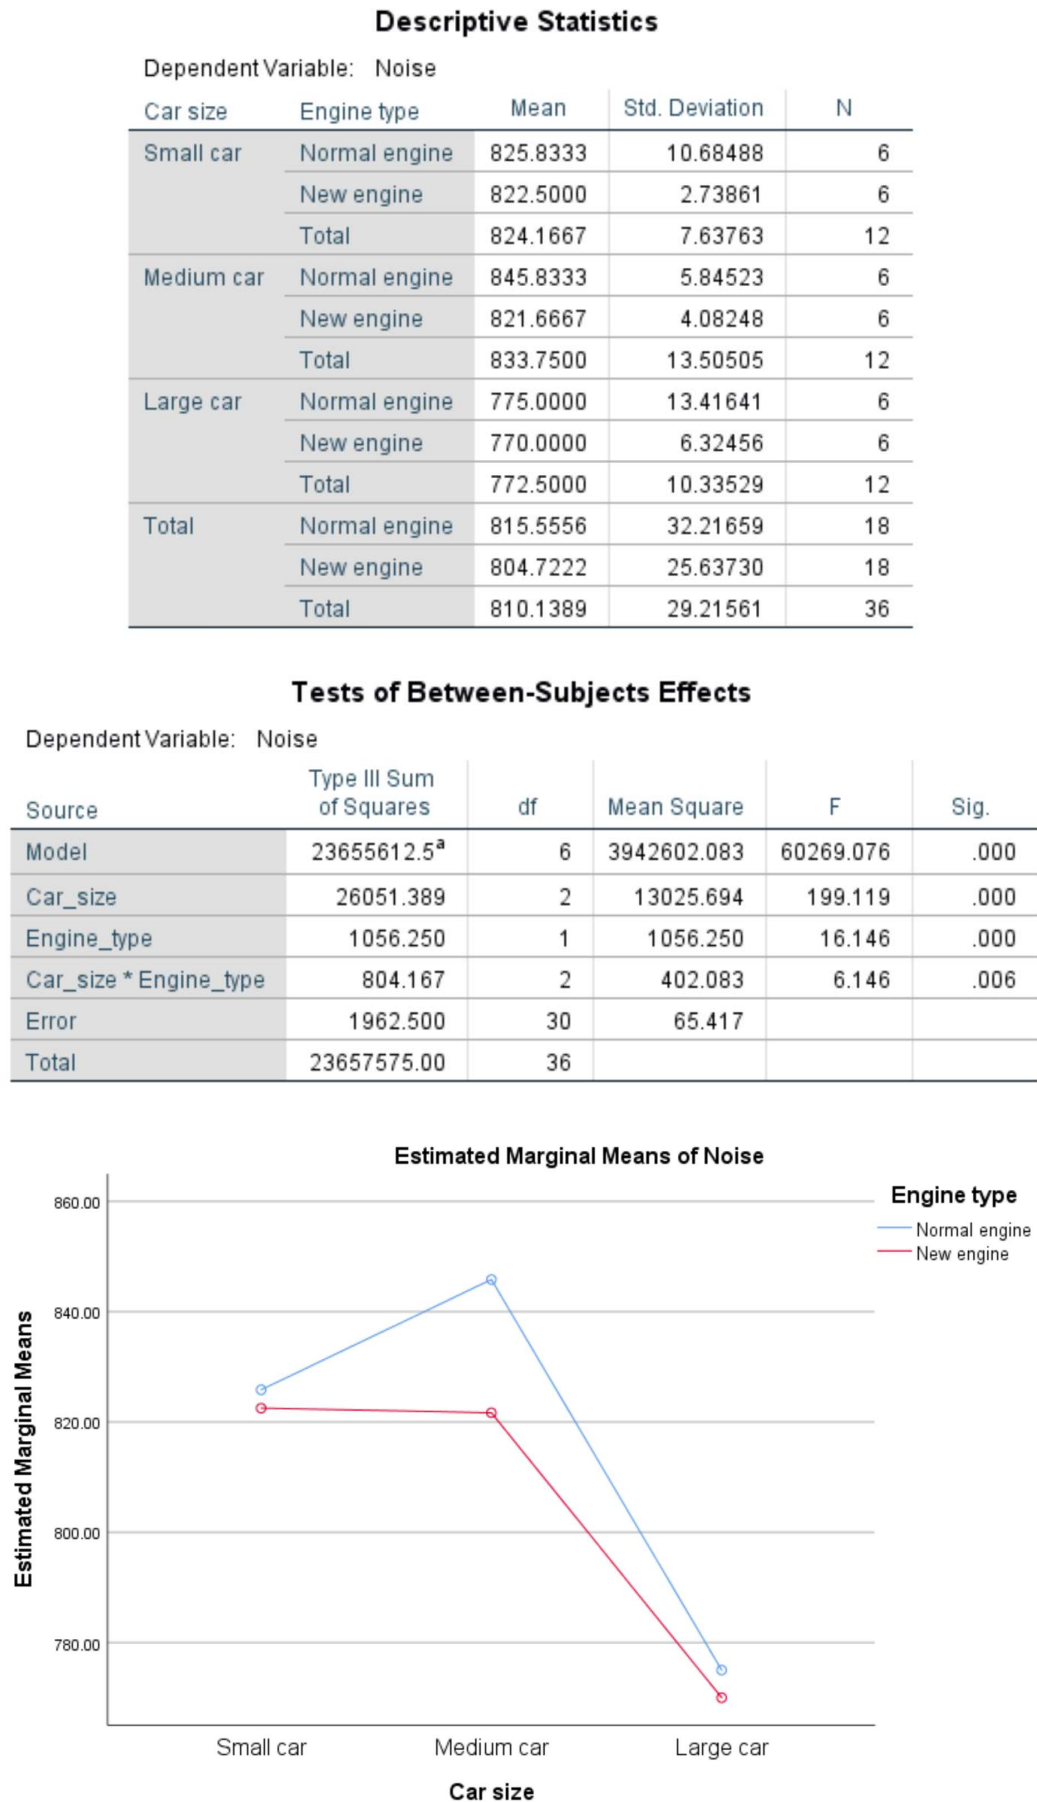 Descriptive Statistics
Dependent Variable: Noise
Car size Engine type Mean Std. Deviation N
Small car Normal engine 825.8333 10.68488 6
New engine 822.5000 2.73861 6
Total 824.1667 7.63763 12
Medium car Normal engine 845.8333 5.84523 6
New engine 821.6667 4.08248 6
Total 833.7500 13.50505 12
Large car Normal engine 775.0000 13.41641 6
New engine 770.0000 6.32456 6
Total 772.5000 10.33529 12
Total Normal engine 815.5556 32.21659 18
New engine 804.7222 25.63730 18
Total 810.1389 29.21561 36
Tests of Between-Subjects Effects
Dependent Variable: Noise
Source Type III Sum of Squares df Mean Square F Sig.
Model 23655612.5a 6 3942602.083 60269.076 .000
Car_size 26051.389 2 13025.694 199.119 .000
Engine_type 1056.250 1 1056.250 16.146 .000
Car_size * Engine_type 804.167 2 402.083 6.146 .006
Error 1962.500 30 65.417
Total 23657575.00 36
Estimated Marginal Means of Noise
Engine type
Normal engine
New engine
860.00
840.00
820.00
800.00
780.00
Estimated Marginal Means
Small car Medium car Large car
Car size